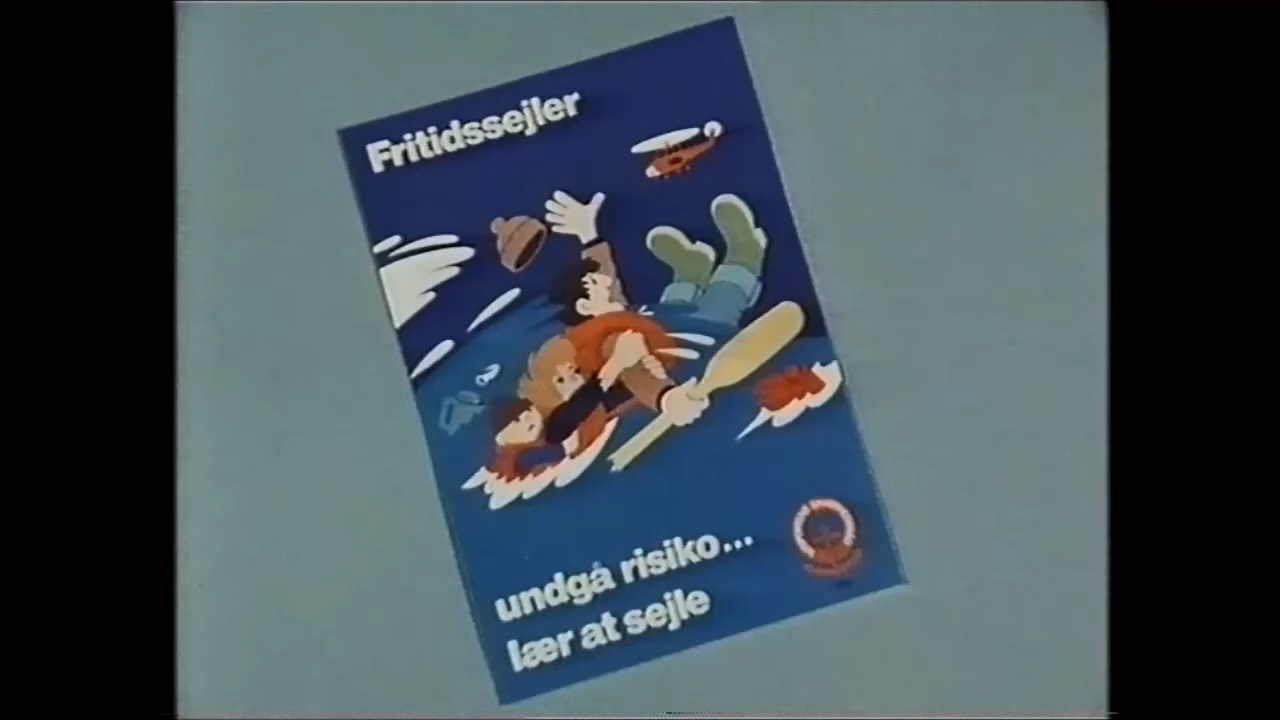 Fritidssejler
undgå risiko...
lær at sejle